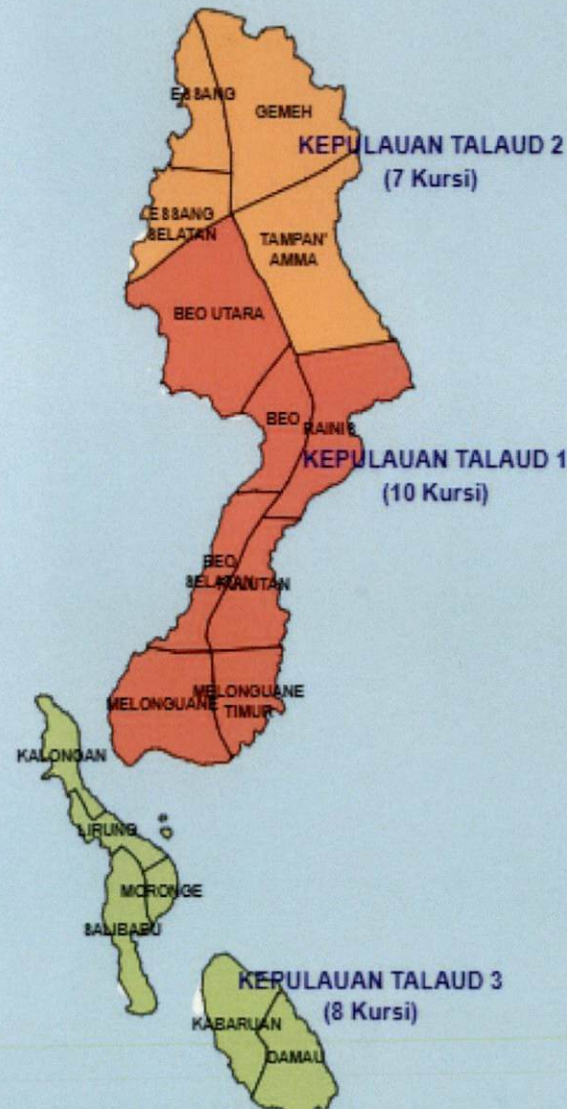 ESSANG
GEMEH
KEPULAUAN TALAUD 2
(7 Kursi)
ESSANG
SELATAN
TAMPAN'
AMMA
BEO UTARA
BEO
RAINIS
KEPULAUAN TALAUD 1
(10 Kursi)
BEO
SELATAN
PULUTAN
MELONGUANE
MELONGUANE
TIMUR
KALONGAN
LIRUNG
MORONGE
SALIBABU
KEPULAUAN TALAUD 3
(8 Kursi)
KABARUAN
DAMAU